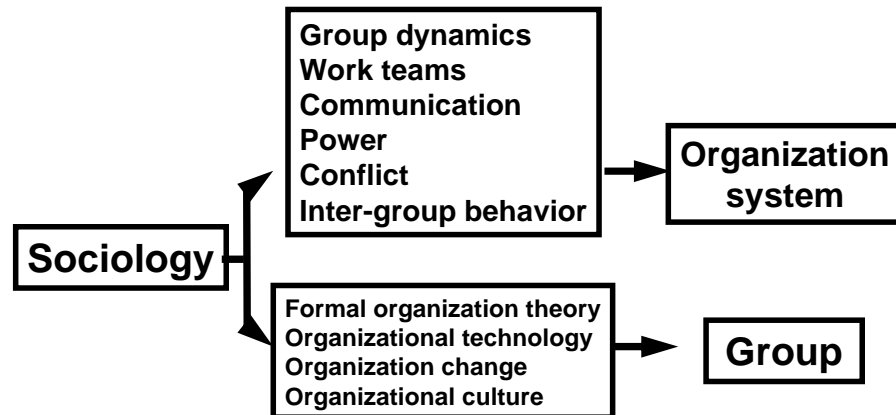 Group dynamics
Work teams
Communication
Power
Conflict
Inter-group behavior
Organization
system
Sociology
Formal organization theory
Organizational technology
Organization change
Organizational culture
Group